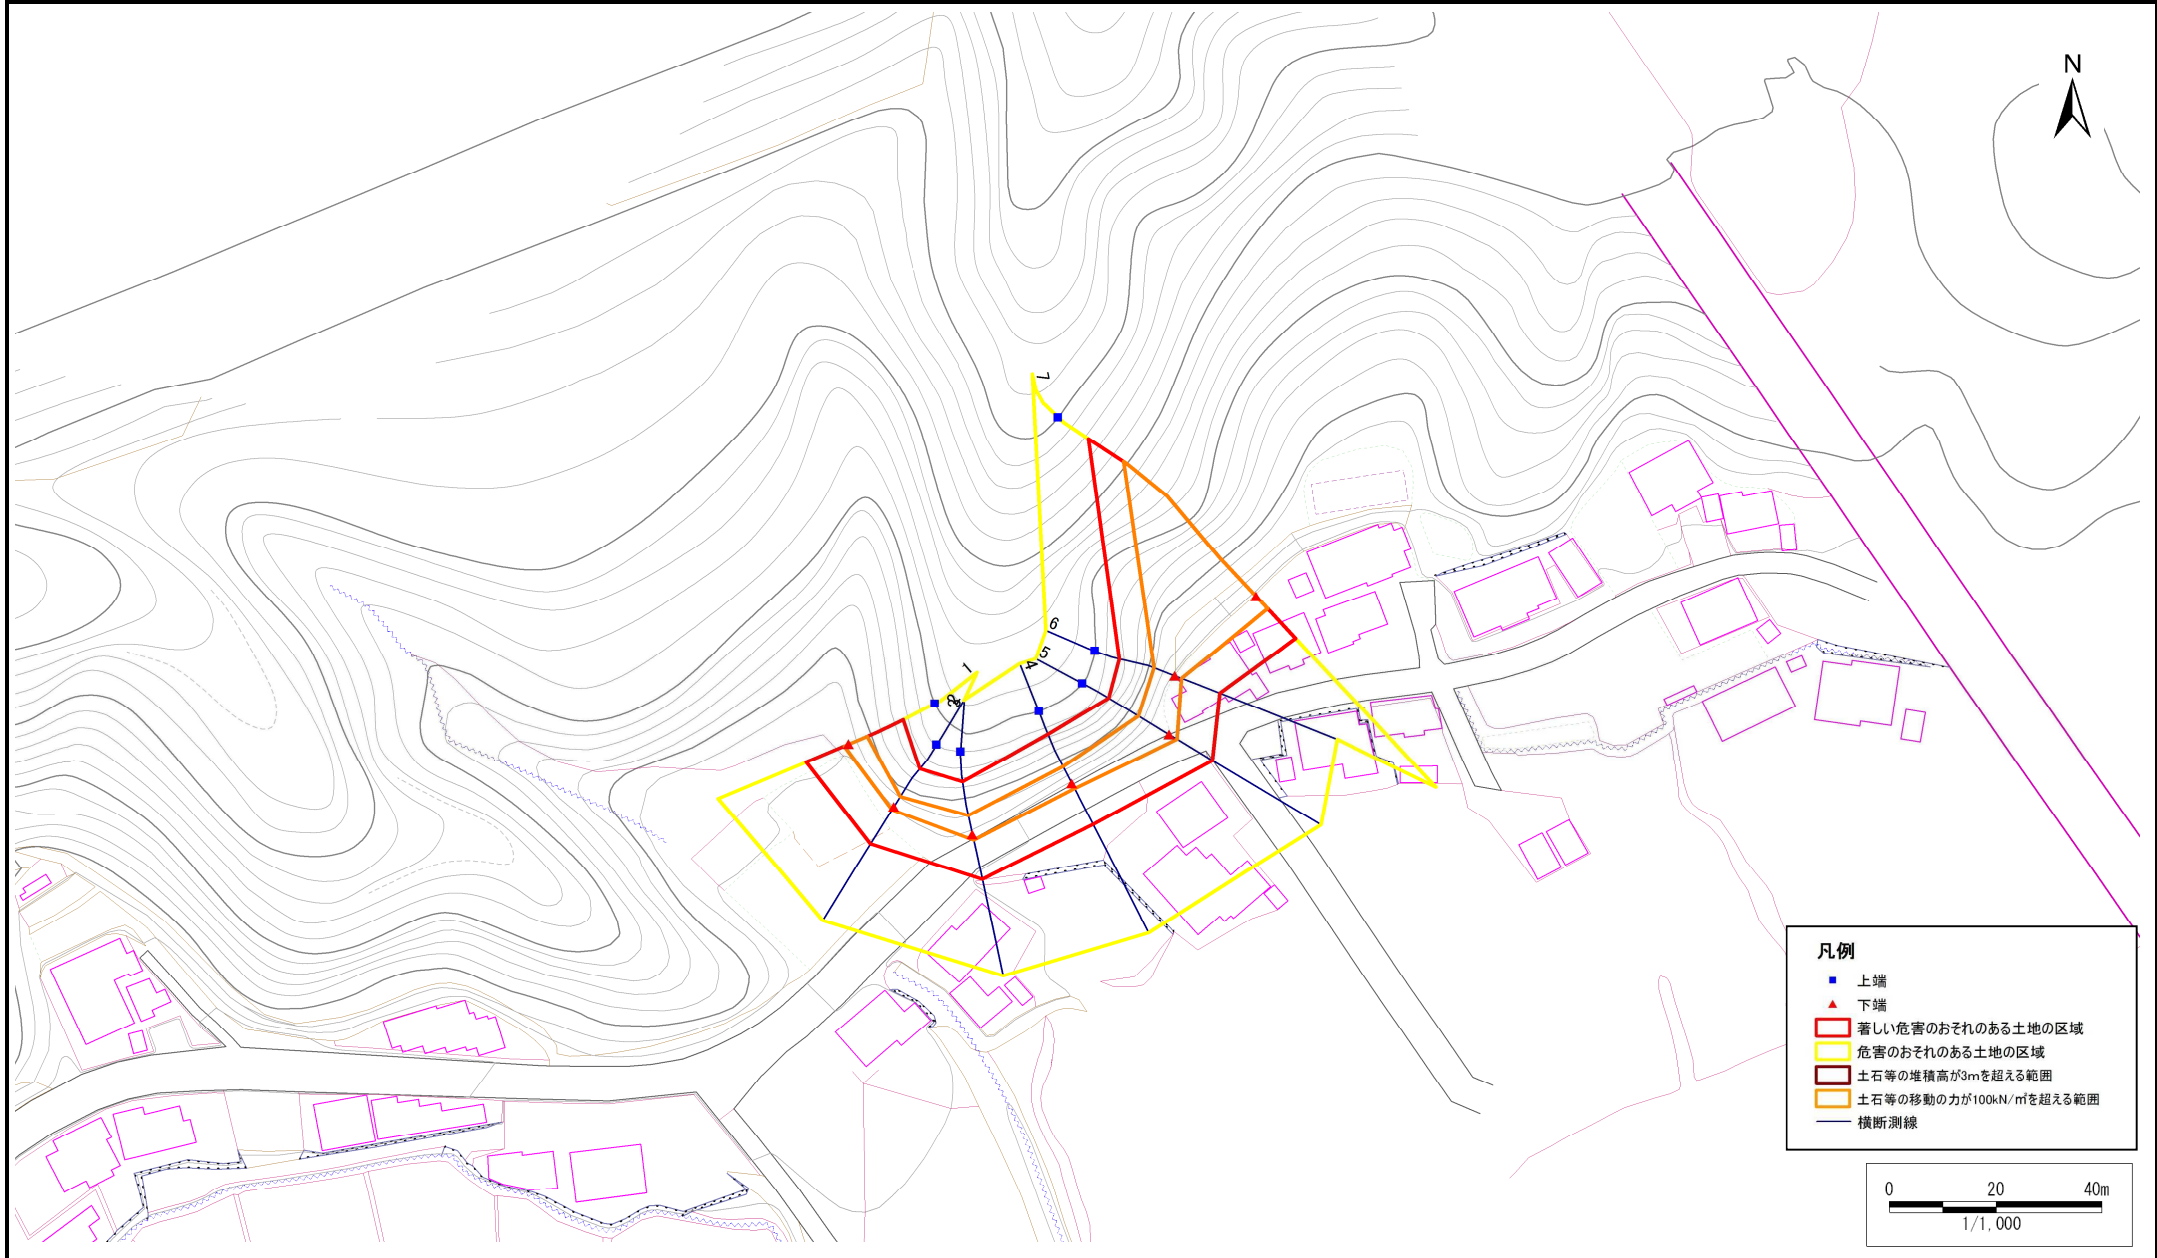 N
7
6
5
4
1
凡例
上端
下端
著しい危害のおそれのある土地の区域
危害のおそれのある土地の区域
土石等の堆積高が3mを超える範囲
土石等の移動の力が100kN/㎡を超える範囲
横断測線
0 20 40m
1/1,000